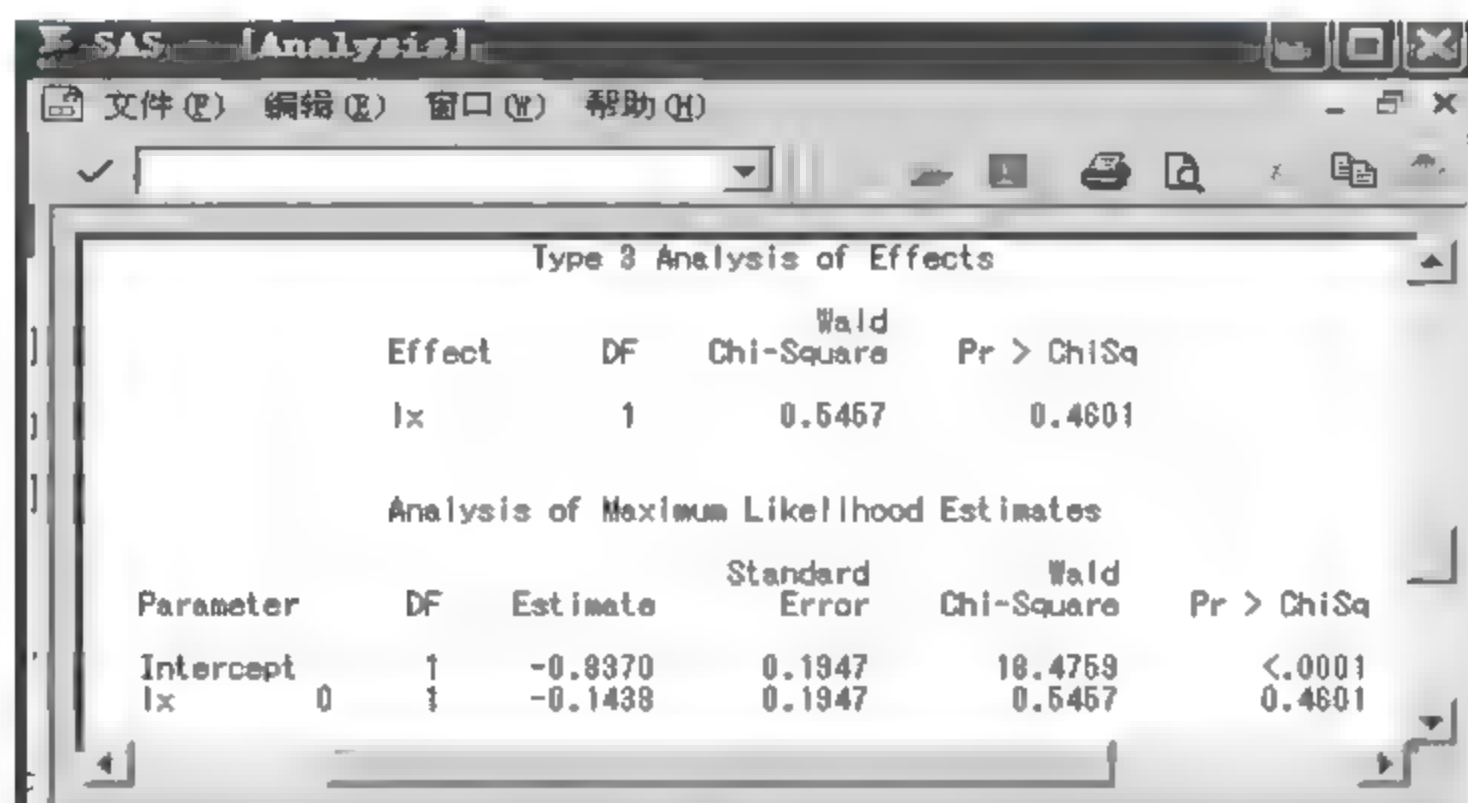 SAS - [Analysis]
文件(F) 编辑(E) 窗口(W) 帮助(H)
Type 3 Analysis of Effects
Wald
Effect DF Chi-Square Pr > ChiSq
lx 1 0.5457 0.4601
Analysis of Maximum Likelihood Estimates
Standard Wald
Parameter DF Estimate Error Chi-Square Pr > ChiSq
Intercept 1 -0.8370 0.1947 18.4759 <.0001
lx 0 1 -0.1438 0.1947 0.5457 0.4601